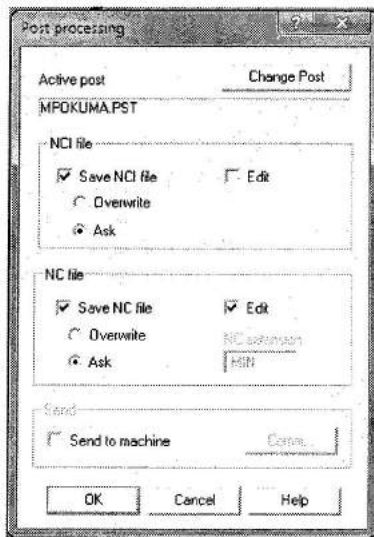 Post processing
Active post
Change Post
MPOKUMA.PST
NCI file
Save NCI file
Edit
Overwrite
Ask
NC file
Save NC file
Edit
Overwrite
NC extension
Ask
MIN
Send
Send to machine
Comm...
OK
Cancel
Help